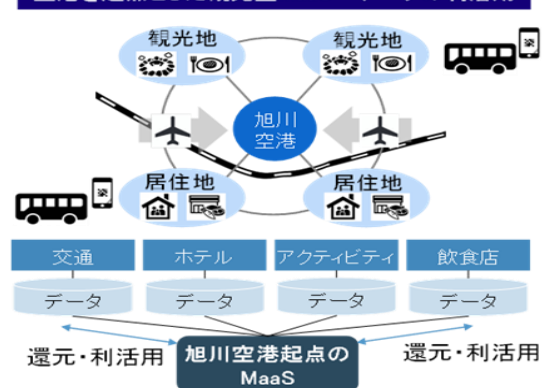 観光地
観光地
旭川
空港
居住地
居住地
交通
ホテル
アクティビティ
飲食店
データ
データ
データ
データ
還元・利活用
旭川空港起点の
MaaS
還元・利活用